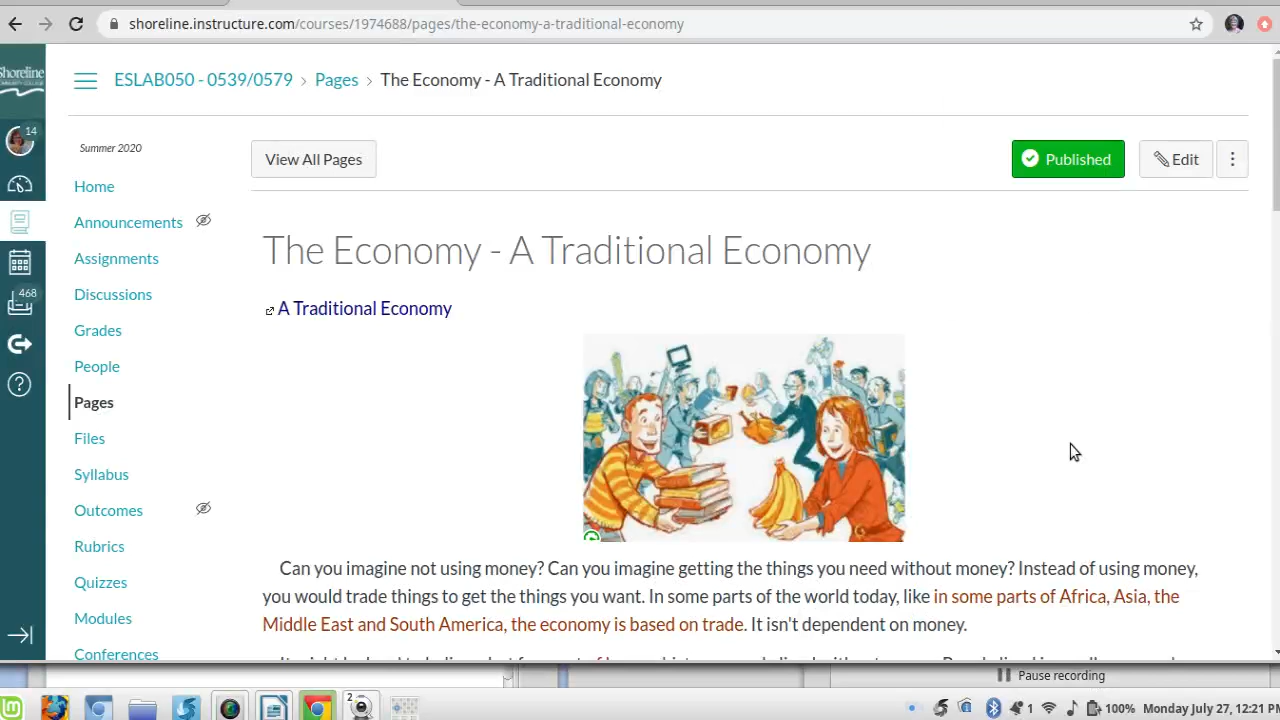 shoreline.instructure.com/courses/1974688/pages/the-economy-a-traditional-economy
Shoreline
COMMUNITY COLLEGE
14
468
ESLAB050 - 0539/0579 › Pages › The Economy - A Traditional Economy
Summer 2020
Home
Announcements
Assignments
Discussions
Grades
People
Pages
Files
Syllabus
Outcomes
Rubrics
Quizzes
Modules
Conferences
View All Pages
Published
Edit
The Economy - A Traditional Economy
A Traditional Economy
Can you imagine not using money? Can you imagine getting the things you need without money? Instead of using money,
you would trade things to get the things you want. In some parts of the world today, like in some parts of Africa, Asia, the
Middle East and South America, the economy is based on trade. It isn't dependent on money.
Pause recording
2
1
100%
Monday July 27, 12:21 PM